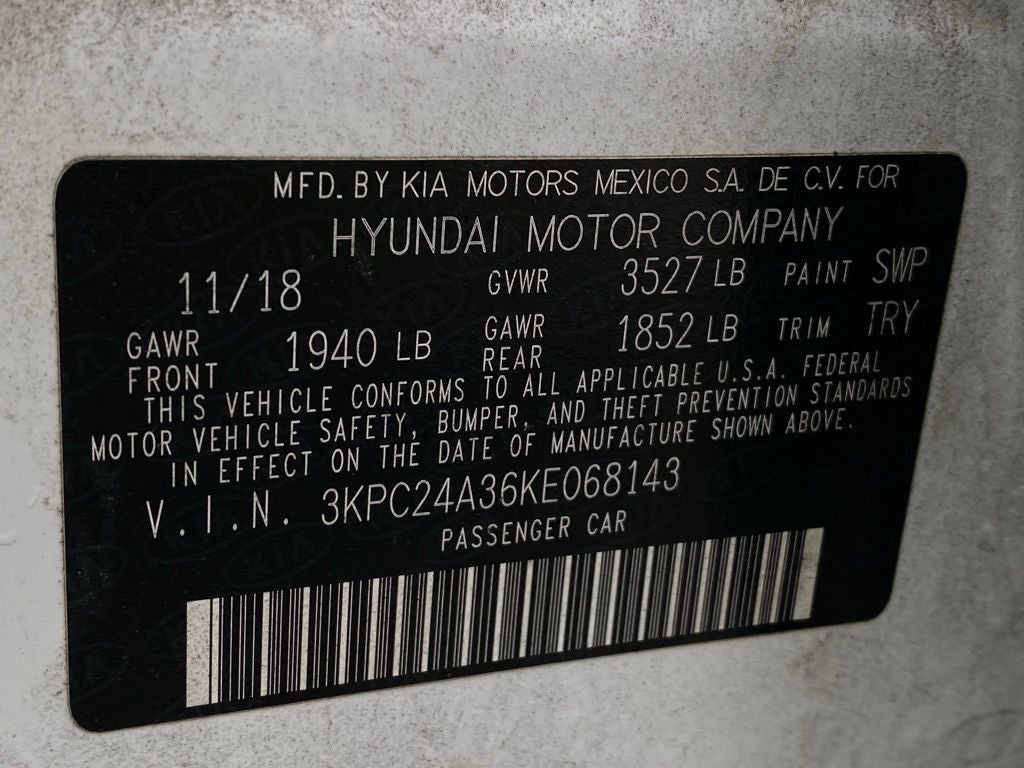 MFD. BY KIA MOTORS MEXICO S.A. DE C.V. FOR
HYUNDAI MOTOR COMPANY
11/18 GVWR 3527 LB PAINT SWP
GAWR FRONT 1940 LB GAWR REAR 1852 LB TRIM TRY
THIS VEHICLE CONFORMS TO ALL APPLICABLE U.S.A. FEDERAL
MOTOR VEHICLE SAFETY, BUMPER, AND THEFT PREVENTION STANDARDS
IN EFFECT ON THE DATE OF MANUFACTURE SHOWN ABOVE.
V.I.N. 3KPC24A36KE068143
PASSENGER CAR